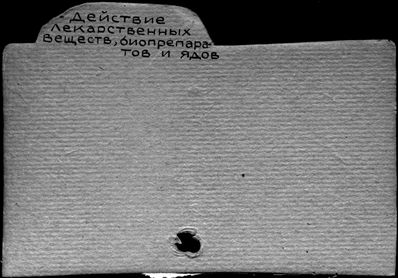 Действие
лекарственных
веществ, биопрепара-
тов и ядов